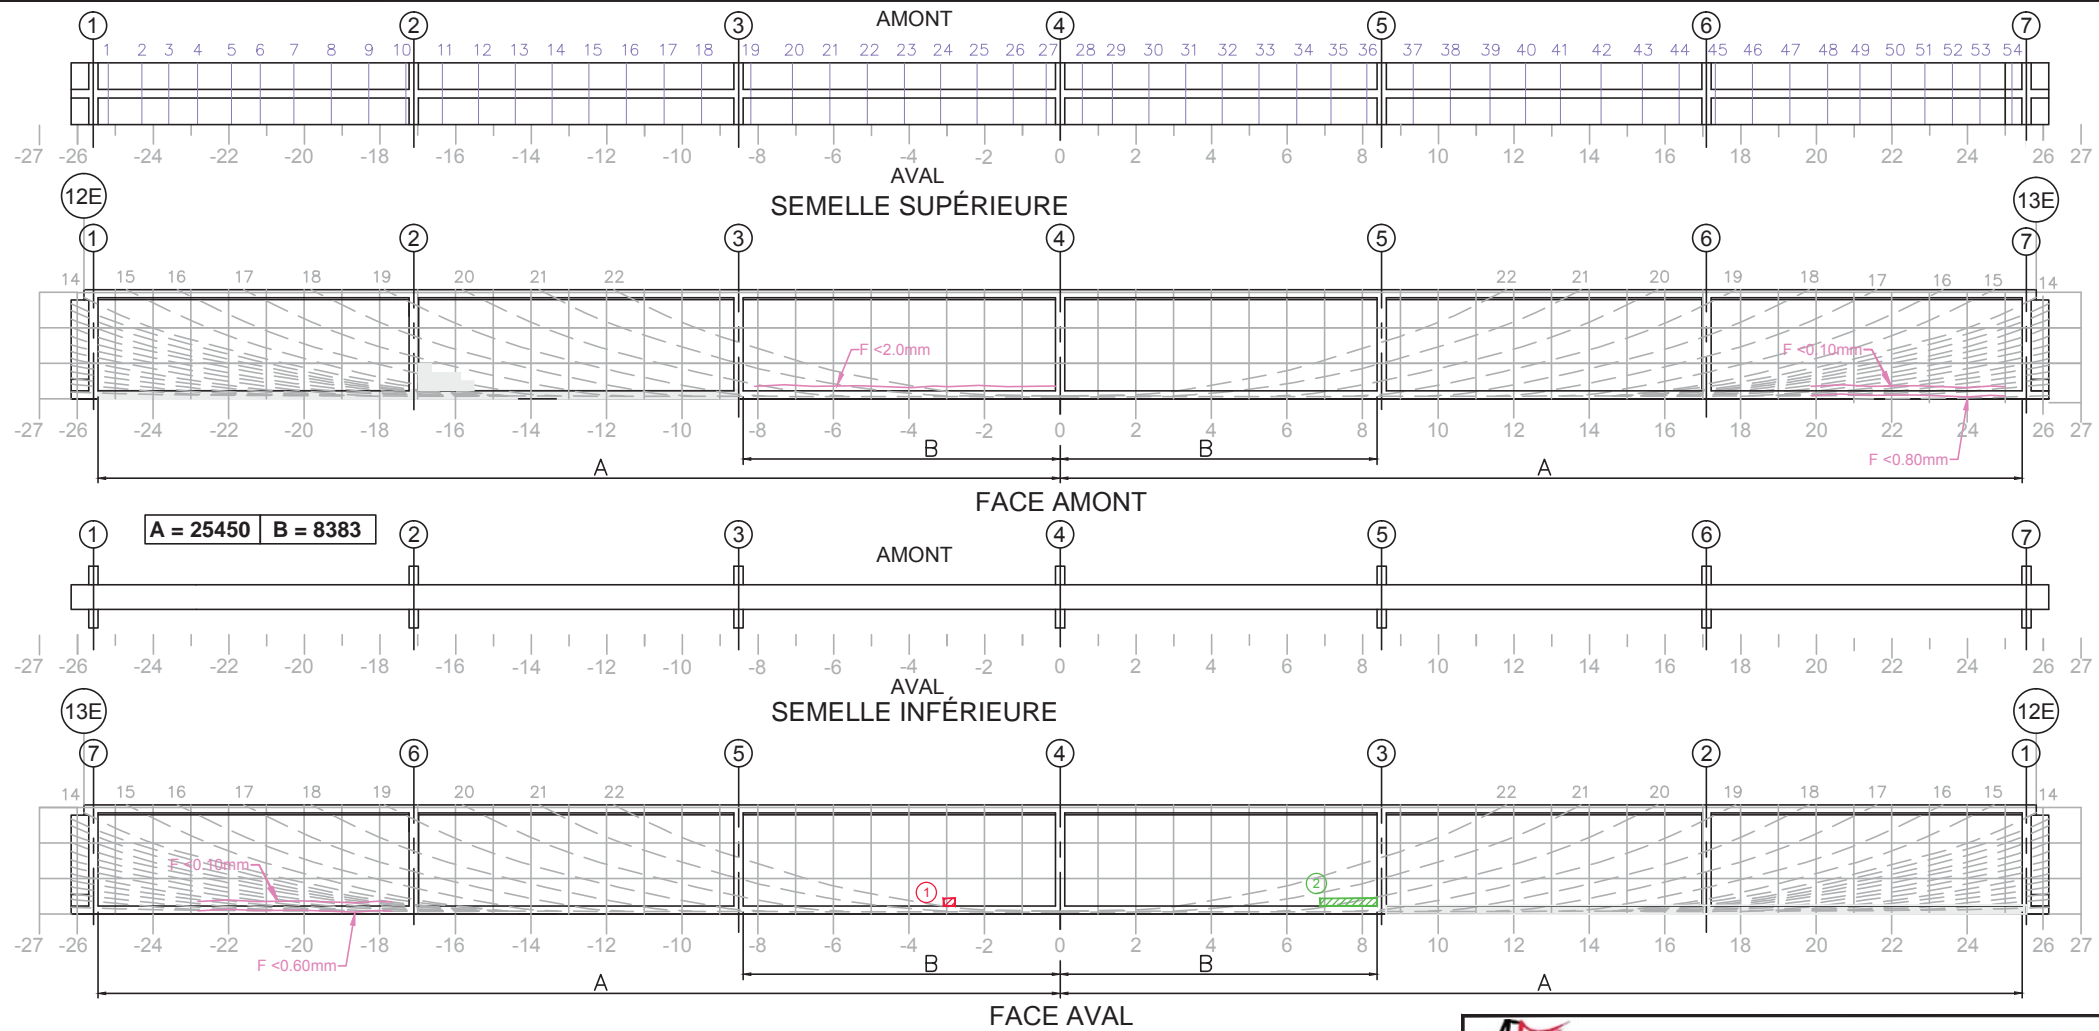 1 2 3 AMONT 4 5 6 7
1 2 3 4 5 6 7 8 9 10 11 12 13 14 15 16 17 18 19 20 21 22 23 24 25 26 27 28 29 30 31 32 33 34 35 36 37 38 39 40 41 42 43 44 45 46 47 48 49 50 51 52 53 54
-27 -26 -24 -22 -20 -18 -16 -14 -12 -10 -8 -6 -4 -2 0 2 4 6 8 10 12 14 16 18 20 22 24 26 27
AVAL
12E SEMELLE SUPÉRIEURE 13E
1 2 3 4 5 6 7
14 15 16 17 18 19 20 21 22 22 21 20 19 18 17 16 15 14
F <2.0mm F <0.10mm
-27 -26 -24 -22 -20 -18 -16 -14 -12 -10 -8 -6 -4 -2 0 2 4 6 8 10 12 14 16 18 20 22 24 26 27
B B
F <0.80mm
A A
FACE AMONT
A = 25450 B = 8383
1 2 3 4 5 6 7
AMONT
-27 -26 -24 -22 -20 -18 -16 -14 -12 -10 -8 -6 -4 -2 0 2 4 6 8 10 12 14 16 18 20 22 24 26 27
AVAL
13E SEMELLE INFÉRIEURE 12E
7 6 5 4 3 2 1
14 15 16 17 18 19 20 21 22 22 21 20 19 18 17 16 15 14
F <0.10mm
1 2
-27 -26 -24 -22 -20 -18 -16 -14 -12 -10 -8 -6 -4 -2 0 2 4 6 8 10 12 14 16 18 20 22 24 26 27
F <0.60mm
B B
A A
FACE AVAL